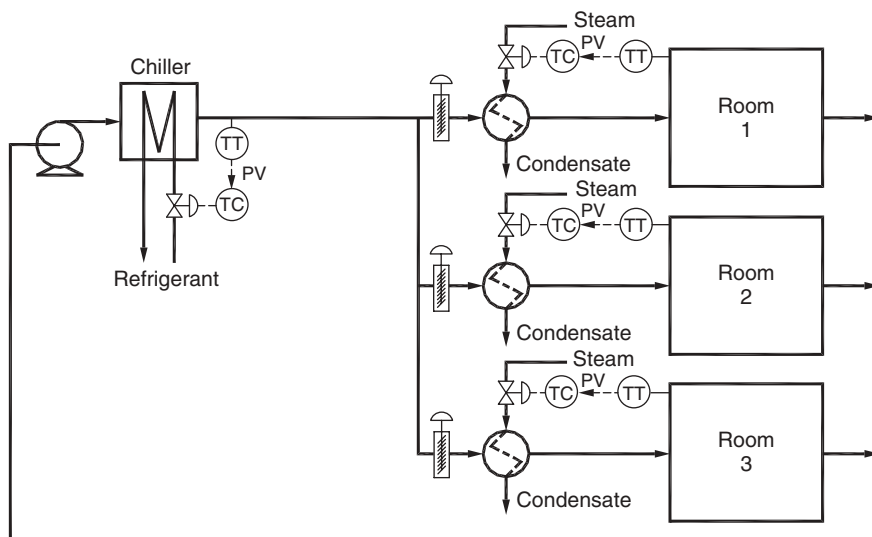 Steam
PV
TC
TT
Chiller
Room
1
TT
PV
TC
Condensate
Refrigerant
Steam
PV
TC
TT
Room
2
Condensate
Steam
PV
TC
TT
Room
3
Condensate